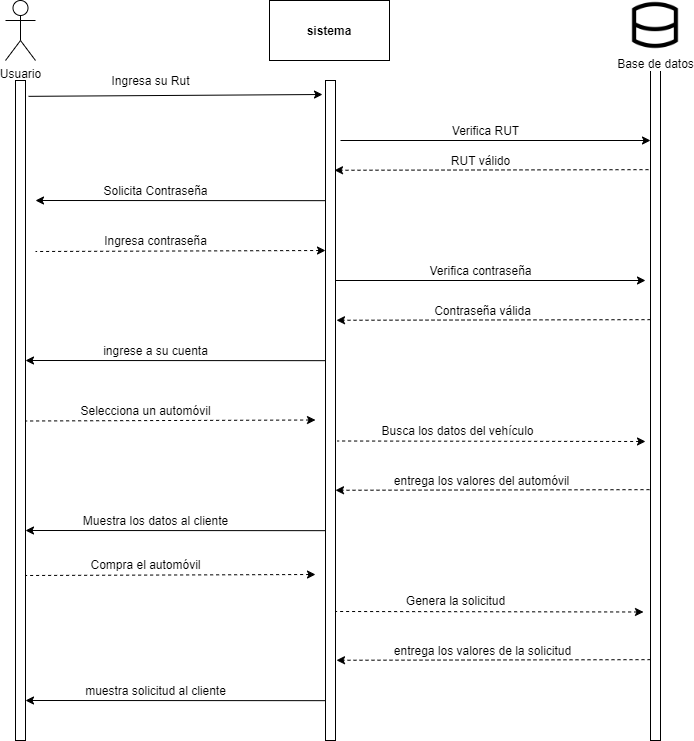 sistema
Usuario
Base de datos
Ingresa su Rut
Verifica RUT
RUT válido
Solicita Contraseña
Ingresa contraseña
Verifica contraseña
Contraseña válida
ingrese a su cuenta
Selecciona un automóvil
Busca los datos del vehículo
entrega los valores del automóvil
Muestra los datos al cliente
Compra el automóvil
Genera la solicitud
entrega los valores de la solicitud
muestra solicitud al cliente